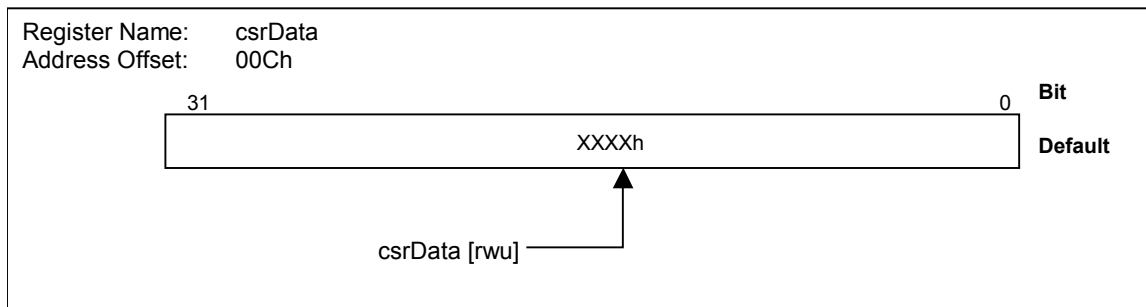 Register Name: csrData
Address Offset: 00Ch
31 0 Bit
XXXXh Default
csrData [rwu]